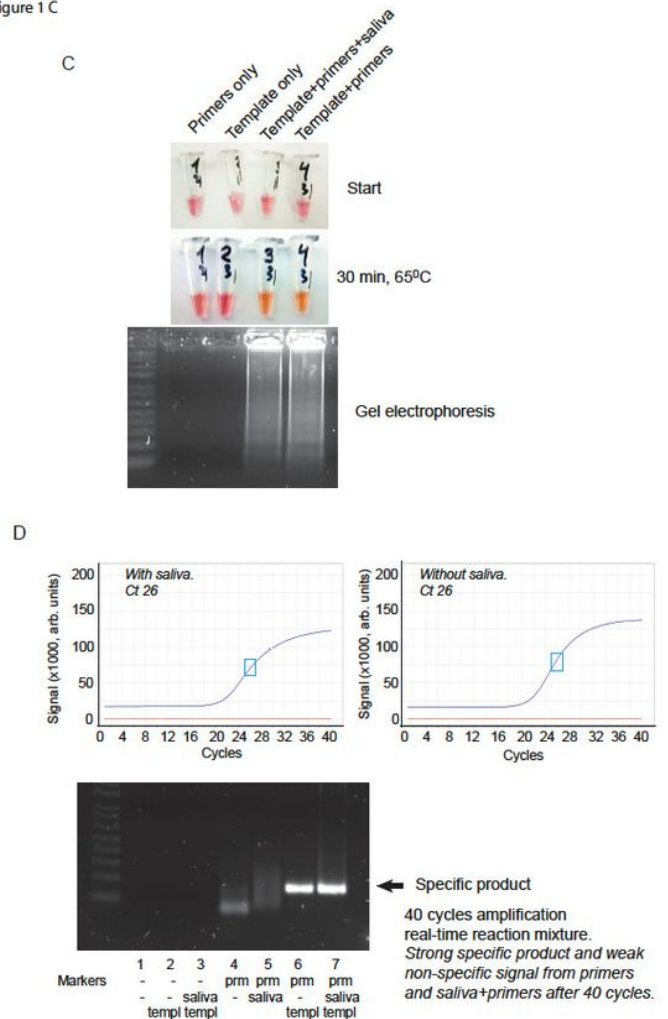 igure 1 C
C
Primers only
Template only
Template+primers+saliva
Template+primers
Start
30 min, 65⁰C
Gel electrophoresis
D
With saliva.
Ct 26
Signal (x1000, arb. units)
200
150
100
50
0
0 4 8 12 16 20 24 28 32 36 40
Cycles
Without saliva.
Ct 26
Signal (x1000, arb. units)
200
150
100
50
0
0 4 8 12 16 20 24 28 32 36 40
Cycles
Specific product
40 cycles amplification
real-time reaction mixture.
Strong specific product and weak
non-specific signal from primers
and saliva+primers after 40 cycles.
1 2 3 4 5 6 7
Markers - - - prm prm prm prm
- - saliva - saliva - saliva
templ templ templ templ